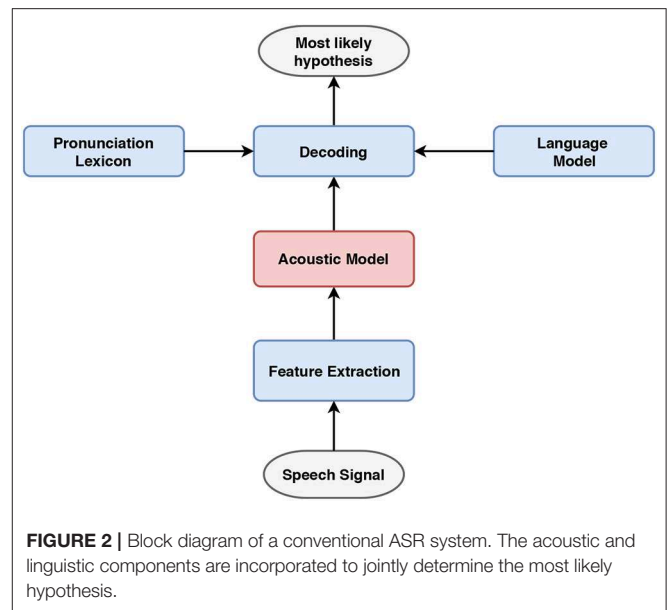 Most likely
hypothesis
Pronunciation
Lexicon
Decoding
Language
Model
Acoustic Model
Feature Extraction
Speech Signal
FIGURE 2 | Block diagram of a conventional ASR system. The acoustic and
linguistic components are incorporated to jointly determine the most likely
hypothesis.